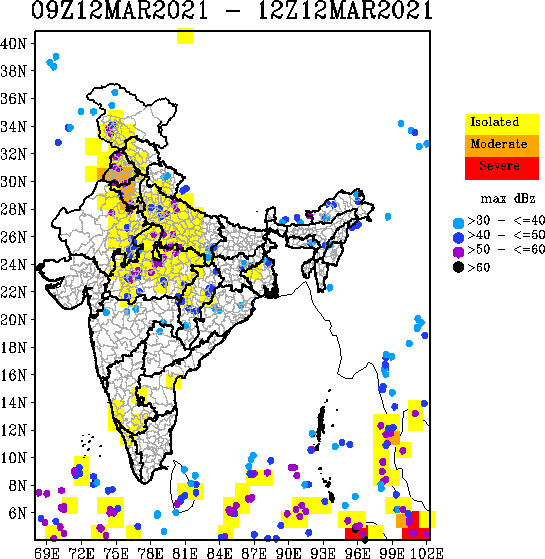 09Z12MAR2021 – 12Z12MAR2021
40N
38N
36N
34N
32N
30N
28N
26N
24N
22N
20N
18N
16N
14N
12N
10N
8N
6N
69E 72E 75E 78E 81E 84E 87E 90E 93E 96E 99E 102E
Isolated
Moderate
Severe
max dBz
>30 – <=40
>40 – <=50
>50 – <=60
>60